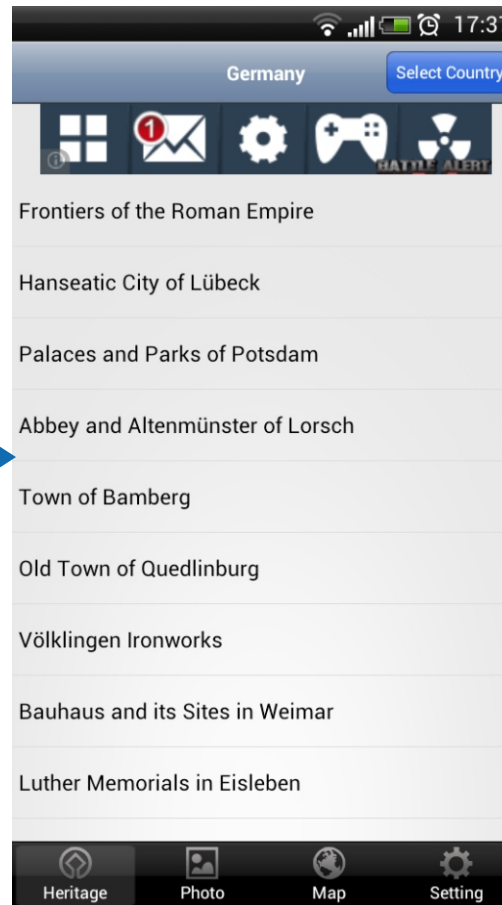 17:37
Germany
Select Country
1
BATTLE ALERT
Frontiers of the Roman Empire
Hanseatic City of Lübeck
Palaces and Parks of Potsdam
Abbey and Altenmünster of Lorsch
Town of Bamberg
Old Town of Quedlinburg
Völklingen Ironworks
Bauhaus and its Sites in Weimar
Luther Memorials in Eisleben
Heritage
Photo
Map
Setting